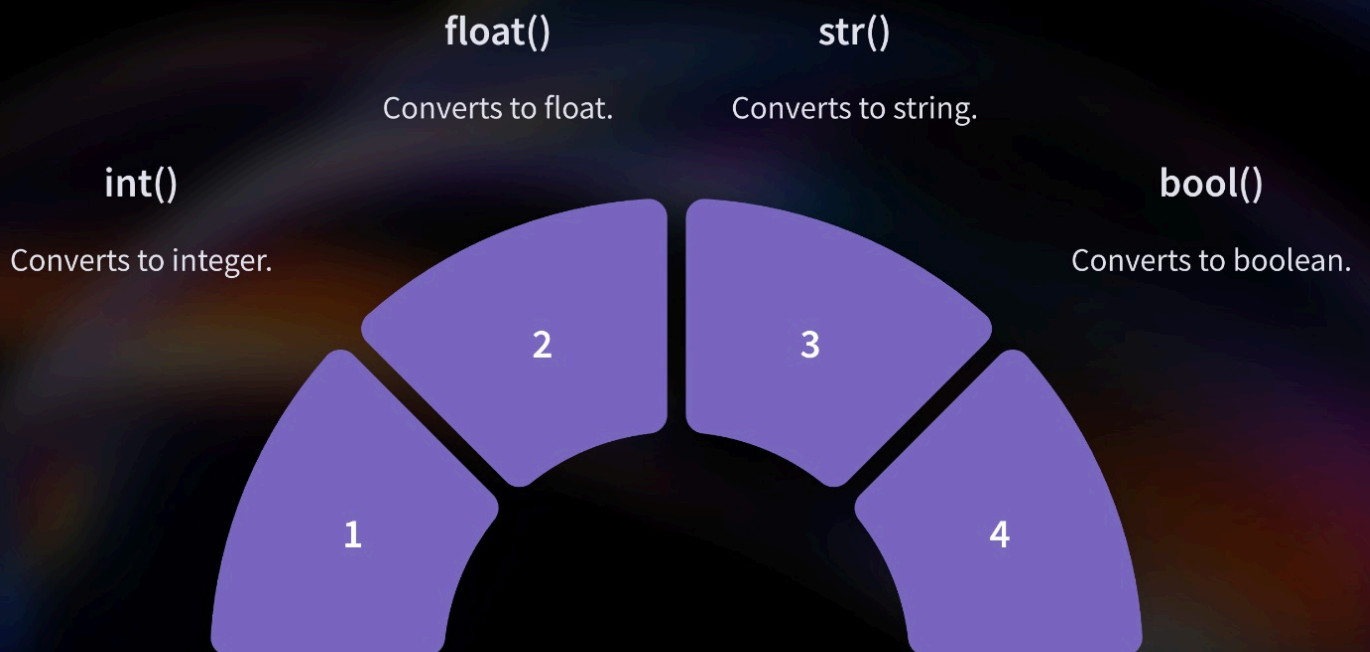 int()
Converts to integer.
float()
Converts to float.
str()
Converts to string.
bool()
Converts to boolean.
1
2
3
4